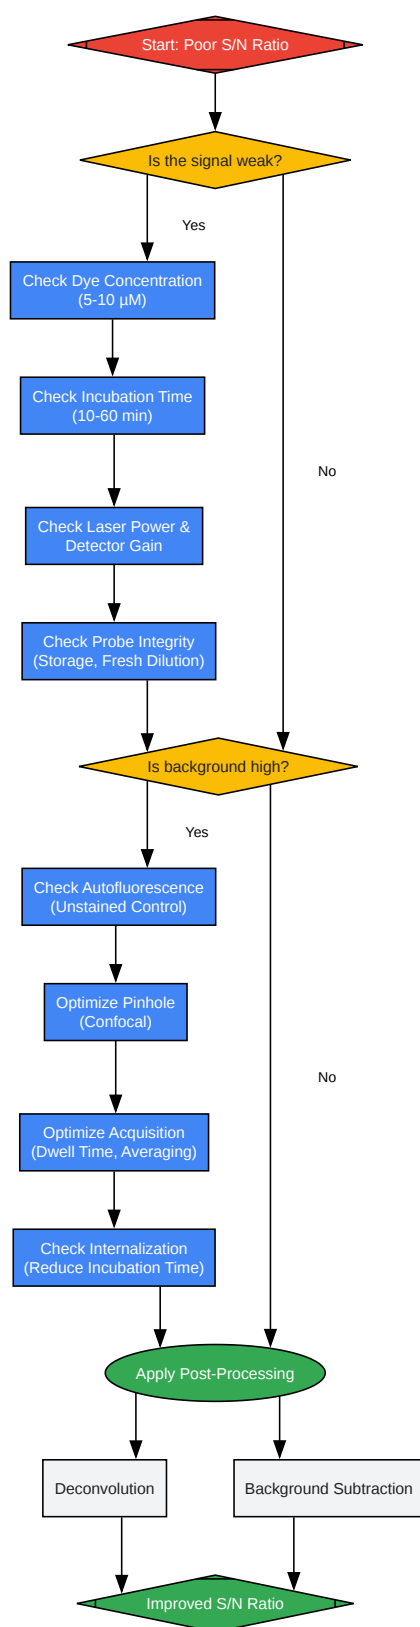 Start: Poor S/N Ratio
Is the signal weak?
Yes
Check Dye Concentration
(5-10 µM)
Check Incubation Time
(10-60 min)
No
Check Laser Power &
Detector Gain
Check Probe Integrity
(Storage, Fresh Dilution)
Is background high?
Yes
Check Autofluorescence
(Unstained Control)
Optimize Pinhole
(Confocal)
No
Optimize Acquisition
(Dwell Time, Averaging)
Check Internalization
(Reduce Incubation Time)
Apply Post-Processing
Deconvolution
Background Subtraction
Improved S/N Ratio